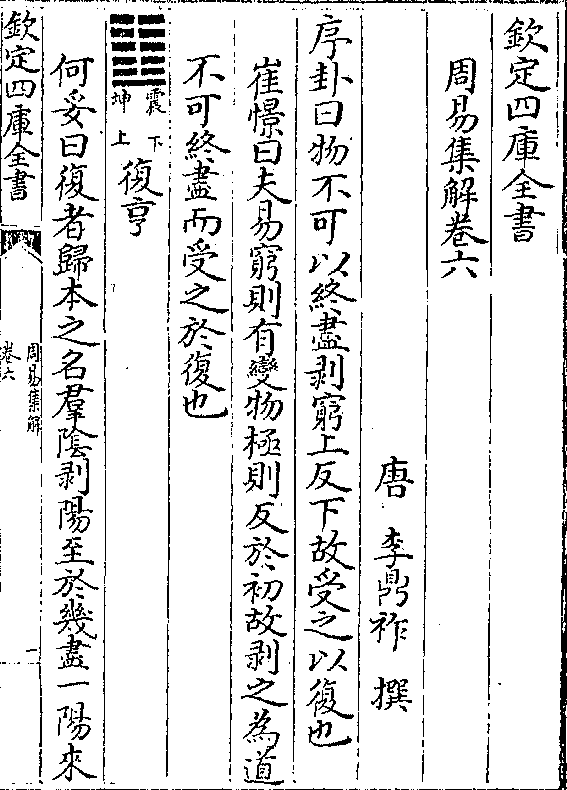 欽定四庫全書
周易集解卷六
唐 李鼎祚 撰
序卦曰物不可以終盡剥窮上反下故受之以復也
崔憬曰夫易窮則有變物極則反於初故剥之為道
不可終盡而受之於復也
震下
坤上
復亨
何妥曰復者歸本之名羣隂剥陽至於幾盡一陽來
欽定四庫全書
周易集解
卷六
一